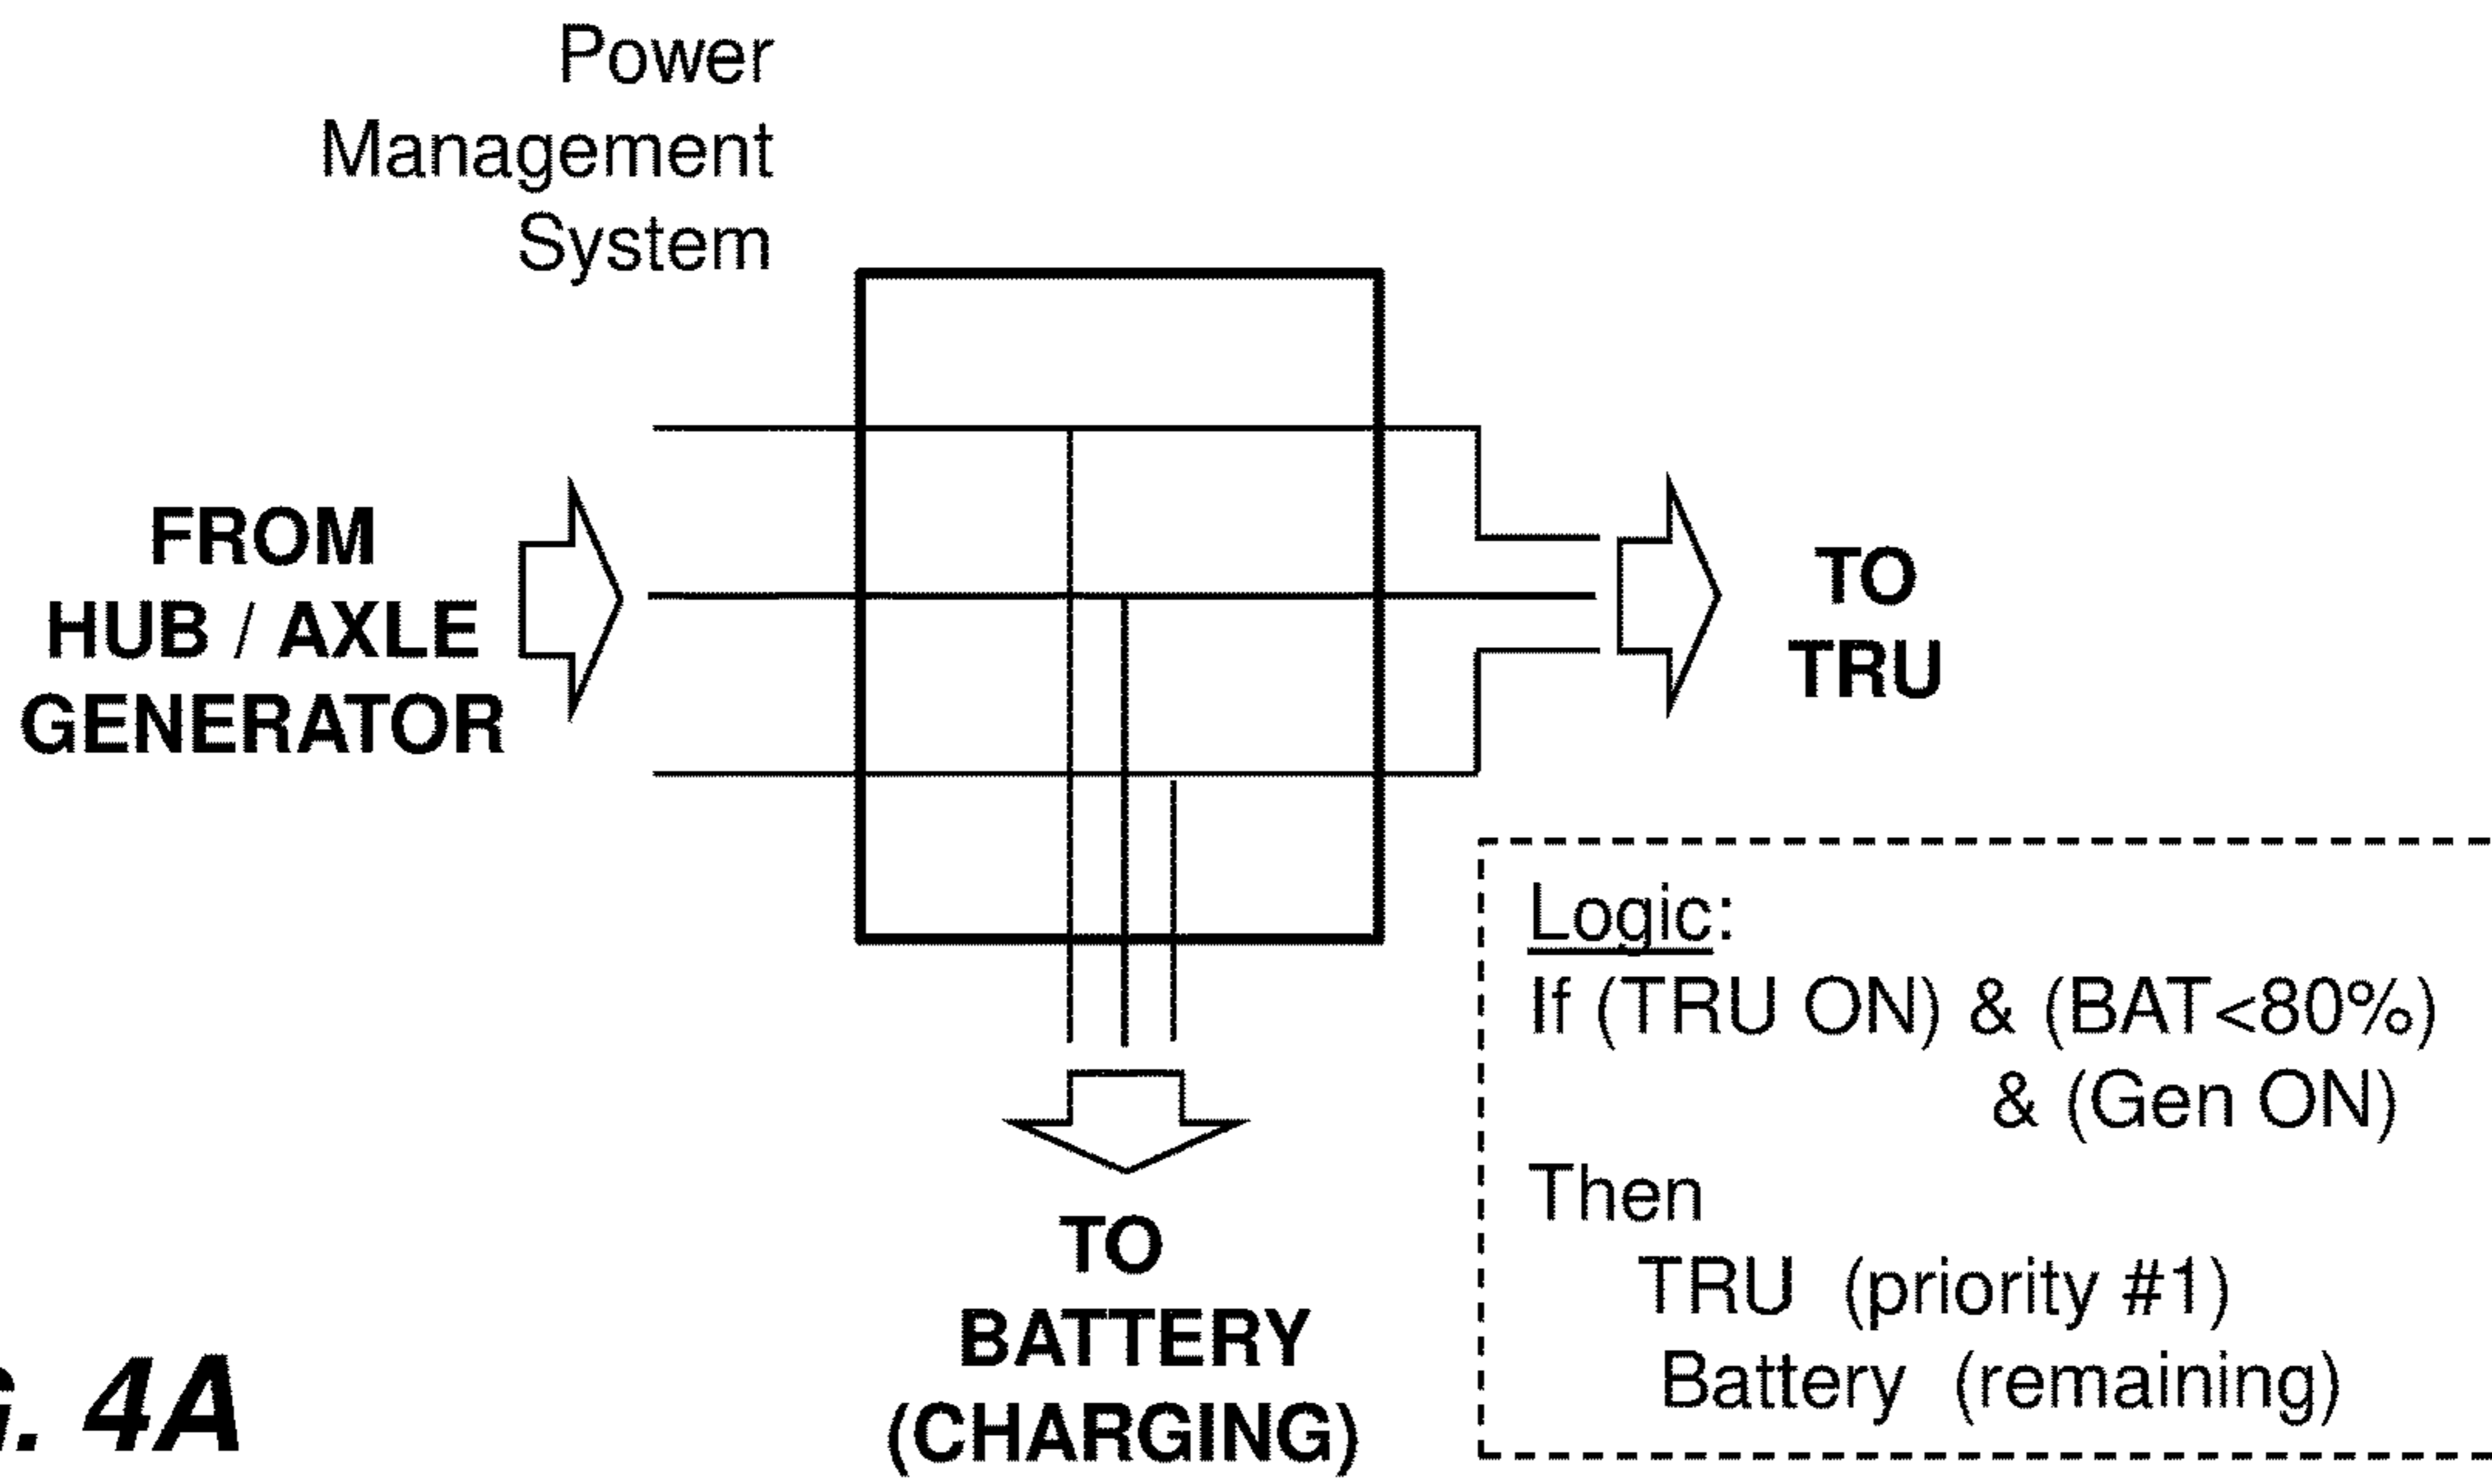 Power
Management
System
FROM
HUB / AXLE
GENERATOR
TO
TRU
Logic:
If (TRU ON) & (BAT<80%)
& (Gen ON)
Then
TRU (priority #1)
Battery (remaining)
TO
BATTERY
(CHARGING)
4A